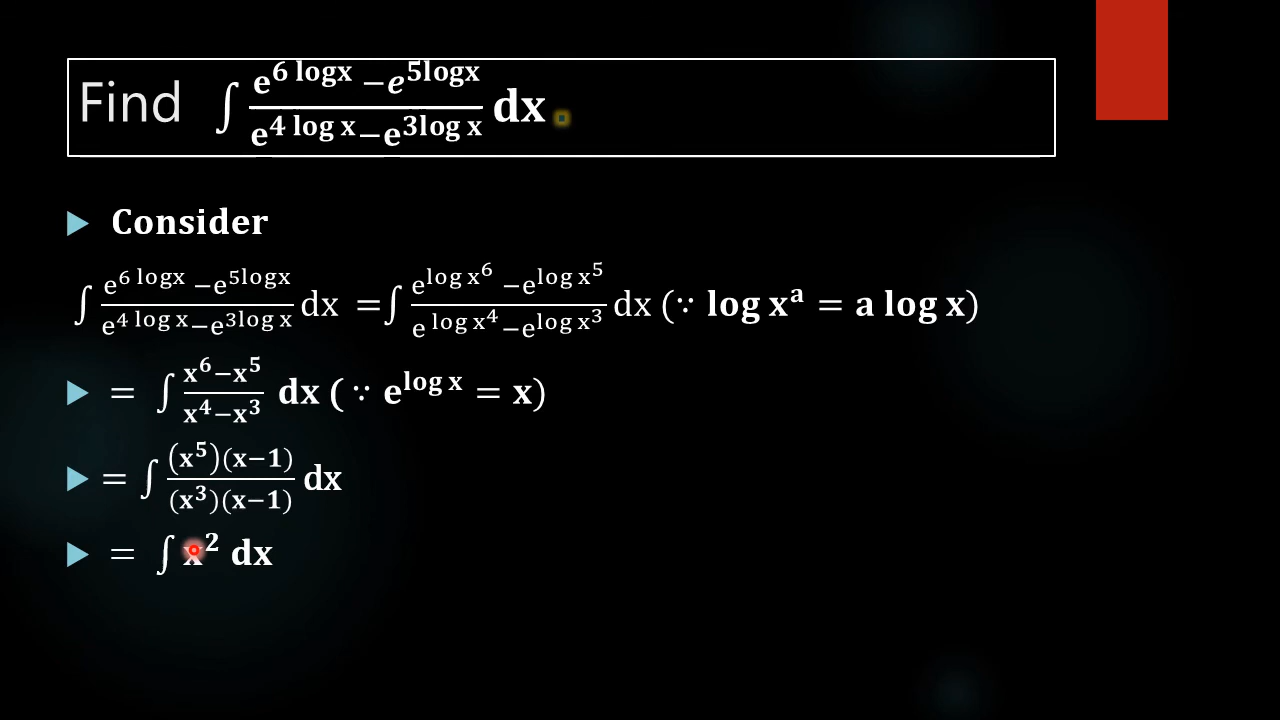 Find ∫ (e^{6 logx} − e^{5logx})/(e^{4 log x} − e^{3log x}) dx
Consider
∫ (e^{6 logx} − e^{5logx})/(e^{4 log x} − e^{3log x}) dx = ∫ (e^{log x^6} − e^{log x^5})/(e^{log x^4} − e^{log x^3}) dx (∵ log x^a = a log x)
= ∫ (x^6 − x^5)/(x^4 − x^3) dx (∵ e^{log x} = x)
= ∫ ((x^5)(x−1))/((x^3)(x−1)) dx
= ∫ x^2 dx